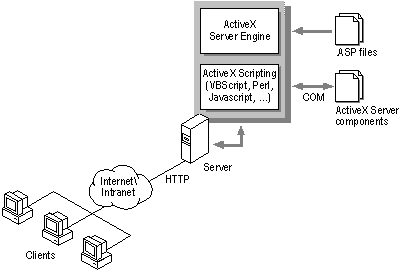 ActiveX
Server Engine
ASP files
ActiveX Scripting
(VBScript, Perl,
Javascript, ...)
COM
ActiveX Server
components
Server
HTTP
Internet\
Intranet
Clients